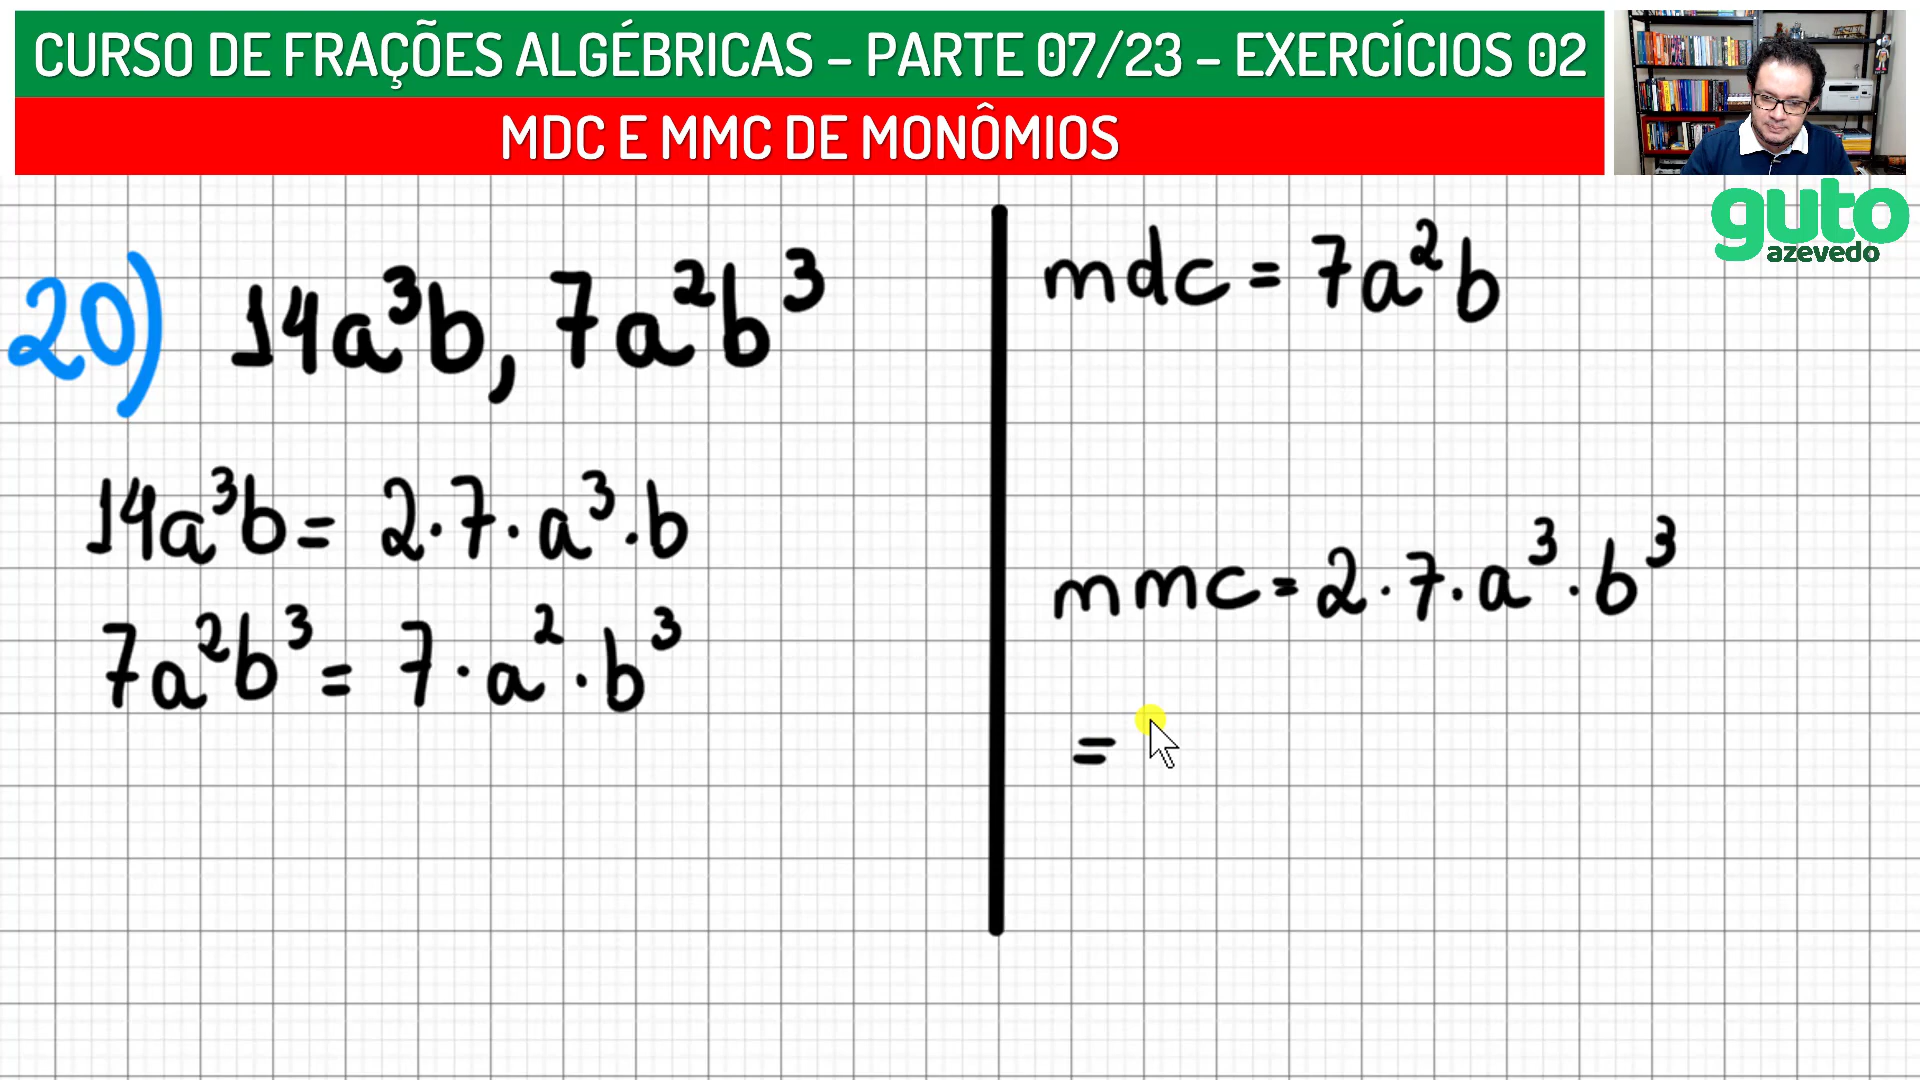 CURSO DE FRAÇÕES ALGÉBRICAS – PARTE 07/23 – EXERCÍCIOS 02
MDC E MMC DE MONÔMIOS
guto
azevedo
20) 14a³b, 7a²b³
14a³b = 2·7·a³·b
7a²b³ = 7·a²·b³
mdc = 7a²b
mmc = 2·7·a³·b³
=